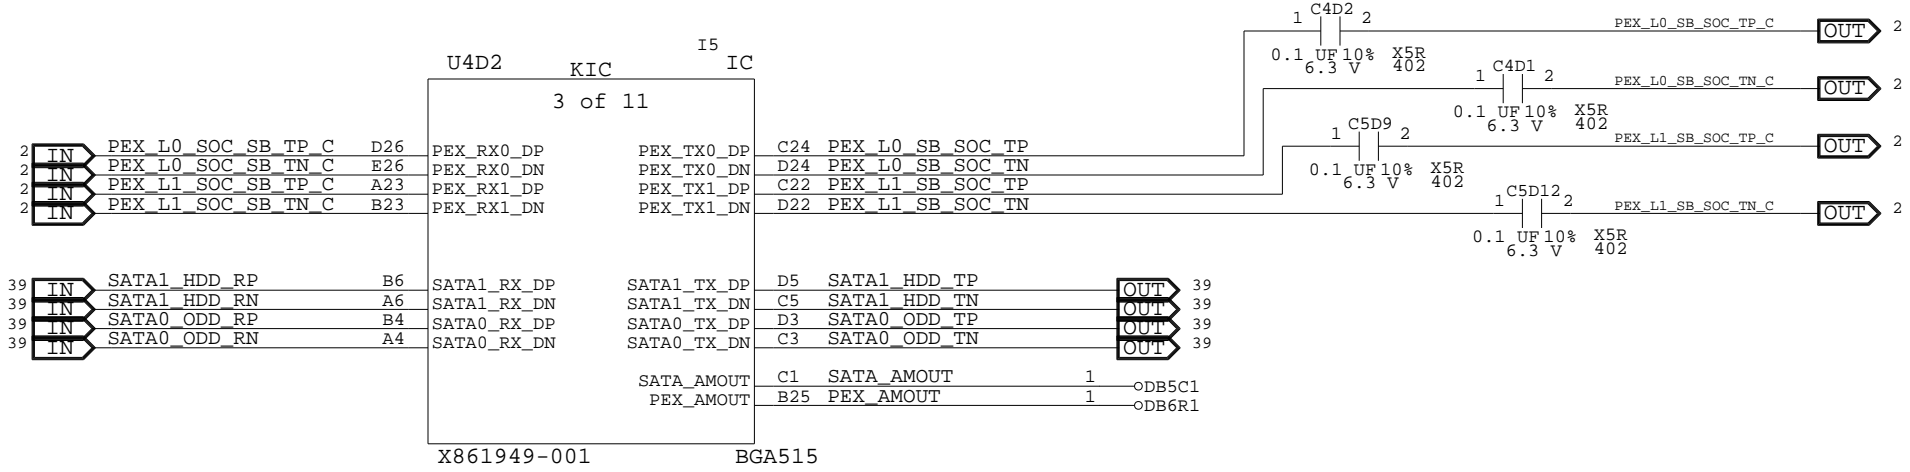 U4D2
KIC
I5
IC
3 of 11
2 IN PEX_L0_SOC_SB_TP_C D26 PEX_RX0_DP
2 IN PEX_L0_SOC_SB_TN_C E26 PEX_RX0_DN
2 IN PEX_L1_SOC_SB_TP_C A23 PEX_RX1_DP
2 IN PEX_L1_SOC_SB_TN_C B23 PEX_RX1_DN
39 IN SATA1_HDD_RP B6 SATA1_RX_DP
39 IN SATA1_HDD_RN A6 SATA1_RX_DN
39 IN SATA0_ODD_RP B4 SATA0_RX_DP
39 IN SATA0_ODD_RN A4 SATA0_RX_DN
PEX_TX0_DP C24 PEX_L0_SB_SOC_TP
PEX_TX0_DN D24 PEX_L0_SB_SOC_TN
PEX_TX1_DP C22 PEX_L1_SB_SOC_TP
PEX_TX1_DN D22 PEX_L1_SB_SOC_TN
SATA1_TX_DP D5 SATA1_HDD_TP OUT 39
SATA1_TX_DN C5 SATA1_HDD_TN OUT 39
SATA0_TX_DP D3 SATA0_ODD_TP OUT 39
SATA0_TX_DN C3 SATA0_ODD_TN OUT 39
SATA_AMOUT C1 SATA_AMOUT 1 DB5C1
PEX_AMOUT B25 PEX_AMOUT 1 DB6R1
X861949-001
BGA515
1 C4D2 2
0.1 UF 10% X5R
6.3 V 402
PEX_L0_SB_SOC_TP_C OUT 2
1 C4D1 2
0.1 UF 10% X5R
6.3 V 402
PEX_L0_SB_SOC_TN_C OUT 2
1 C5D9 2
0.1 UF 10% X5R
6.3 V 402
PEX_L1_SB_SOC_TP_C OUT 2
1 C5D12 2
0.1 UF 10% X5R
6.3 V 402
PEX_L1_SB_SOC_TN_C OUT 2